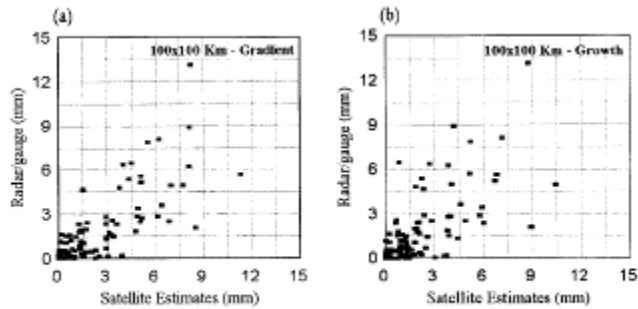 (a)
100x100 Km - Gradient
Radar/gauge (mm)
15
12
9
6
3
0
0 3 6 9 12 15
Satellite Estimates (mm)
(b)
100x100 Km - Growth
Radar/gauge (mm)
15
12
9
6
3
0
0 3 6 9 12 15
Satellite Estimates (mm)